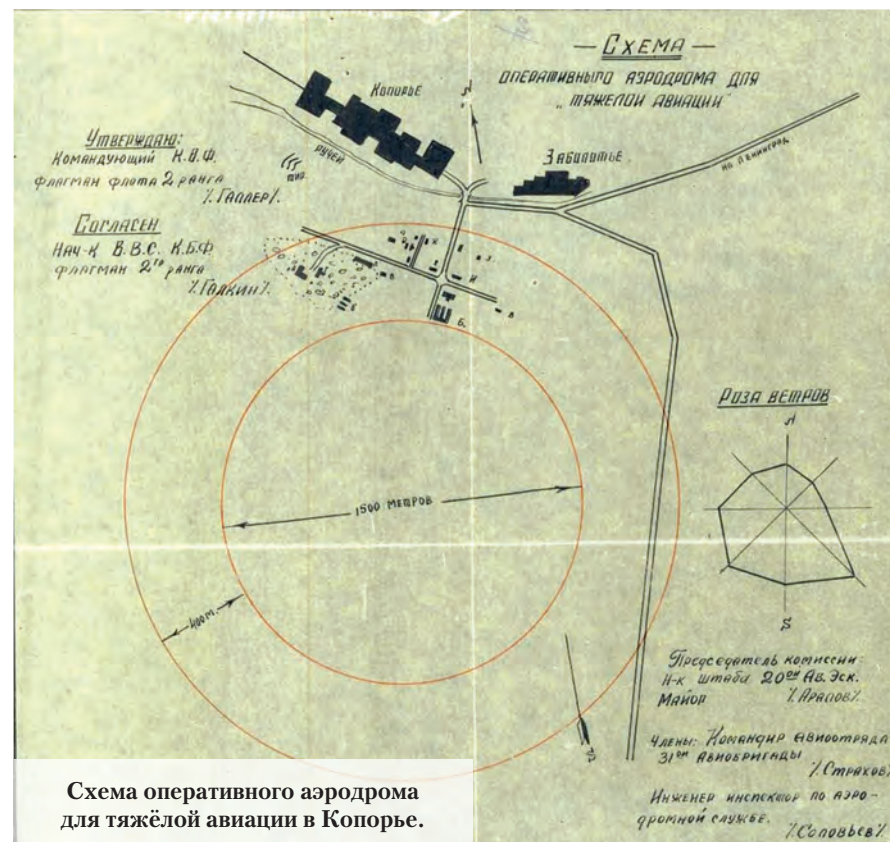 — СХЕМА —
ОПЕРАТИВНОГО АЭРОДРОМА ДЛЯ
„ТЯЖЕЛОЙ АВИАЦИИ"
КОПОРЬЕ
УТВЕРЖДАЮ:
КОМАНДУЮЩИЙ К.Б.Ф.
ФЛАГМАН ФЛОТА 2 РАНГА
/.ГАЛЛЕР/.
РУЧЕЙ
ЗАБОЛОТЬЕ
НА ЛЕНИНГРАД
СОГЛАСЕН
НАЧ-К В.В.С. К.Б.Ф.
ФЛАГМАН 2ГО РАНГА
/.ГАЛКИН/.
Б.
1500 МЕТРОВ
400 М.
РОЗА ВЕТРОВ
N
S
Председатель комиссии:
Н-К ШТАБА 20ОЙ АВ. ЭСК.
МАЙОР /.АРАПОВ/.
ЧЛЕНЫ: КОМАНДИР АВИООТРЯДА
31ОЙ АВИОБРИГАДЫ
/.СТРАХОВ/
ИНЖЕНЕР ИНСПЕКТОР ПО АЭРО-
ДРОМНОЙ СЛУЖБЕ.
/.СОЛОВЬЕВ/.
Схема оперативного аэродрома
для тяжёлой авиации в Копорье.